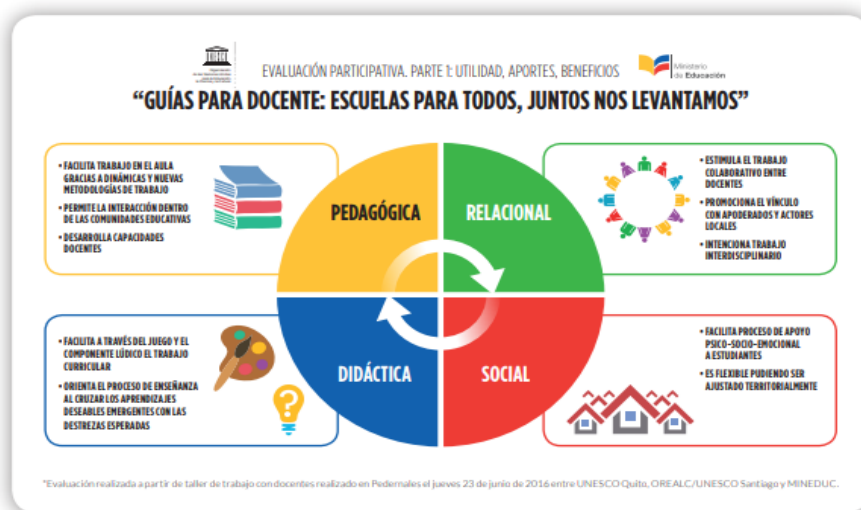 EVALUACIÓN PARTICIPATIVA. PARTE 1: UTILIDAD, APORTES, BENEFICIOS
Ministerio
de Educación
“GUÍAS PARA DOCENTE: ESCUELAS PARA TODOS, JUNTOS NOS LEVANTAMOS”
• FACILITA TRABAJO EN EL AULA
GRACIAS A DINÁMICAS Y NUEVAS
METODOLOGÍAS DE TRABAJO
• PERMITE LA INTERACCIÓN DENTRO
DE LAS COMUNIDADES EDUCATIVAS
• DESARROLLA CAPACIDADES
DOCENTES
PEDAGÓGICA
RELACIONAL
• ESTIMULA EL TRABAJO
COLABORATIVO ENTRE
DOCENTES
• PROMOCIONA EL VÍNCULO
CON APODERADOS Y ACTORES
LOCALES
• INTENCIONA TRABAJO
INTERDISCIPLINARIO
• FACILITA A TRAVÉS DEL JUEGO Y EL
COMPONENTE LÚDICO EL TRABAJO
CURRICULAR
• ORIENTA EL PROCESO DE ENSEÑANZA
AL CRUZAR LOS APRENDIZAJES
DESEABLES EMERGENTES CON LAS
DESTREZAS ESPERADAS
DIDÁCTICA
SOCIAL
• FACILITA PROCESO DE APOYO
PSICO-SOCIO-EMOCIONAL
A ESTUDIANTES
• ES FLEXIBLE PUDIENDO SER
AJUSTADO TERRITORIALMENTE
*Evaluación realizada a partir de taller de trabajo con docentes realizado en Pedernales el jueves 23 de junio de 2016 entre UNESCO Quito, OREALC/UNESCO Santiago y MINEDUC.